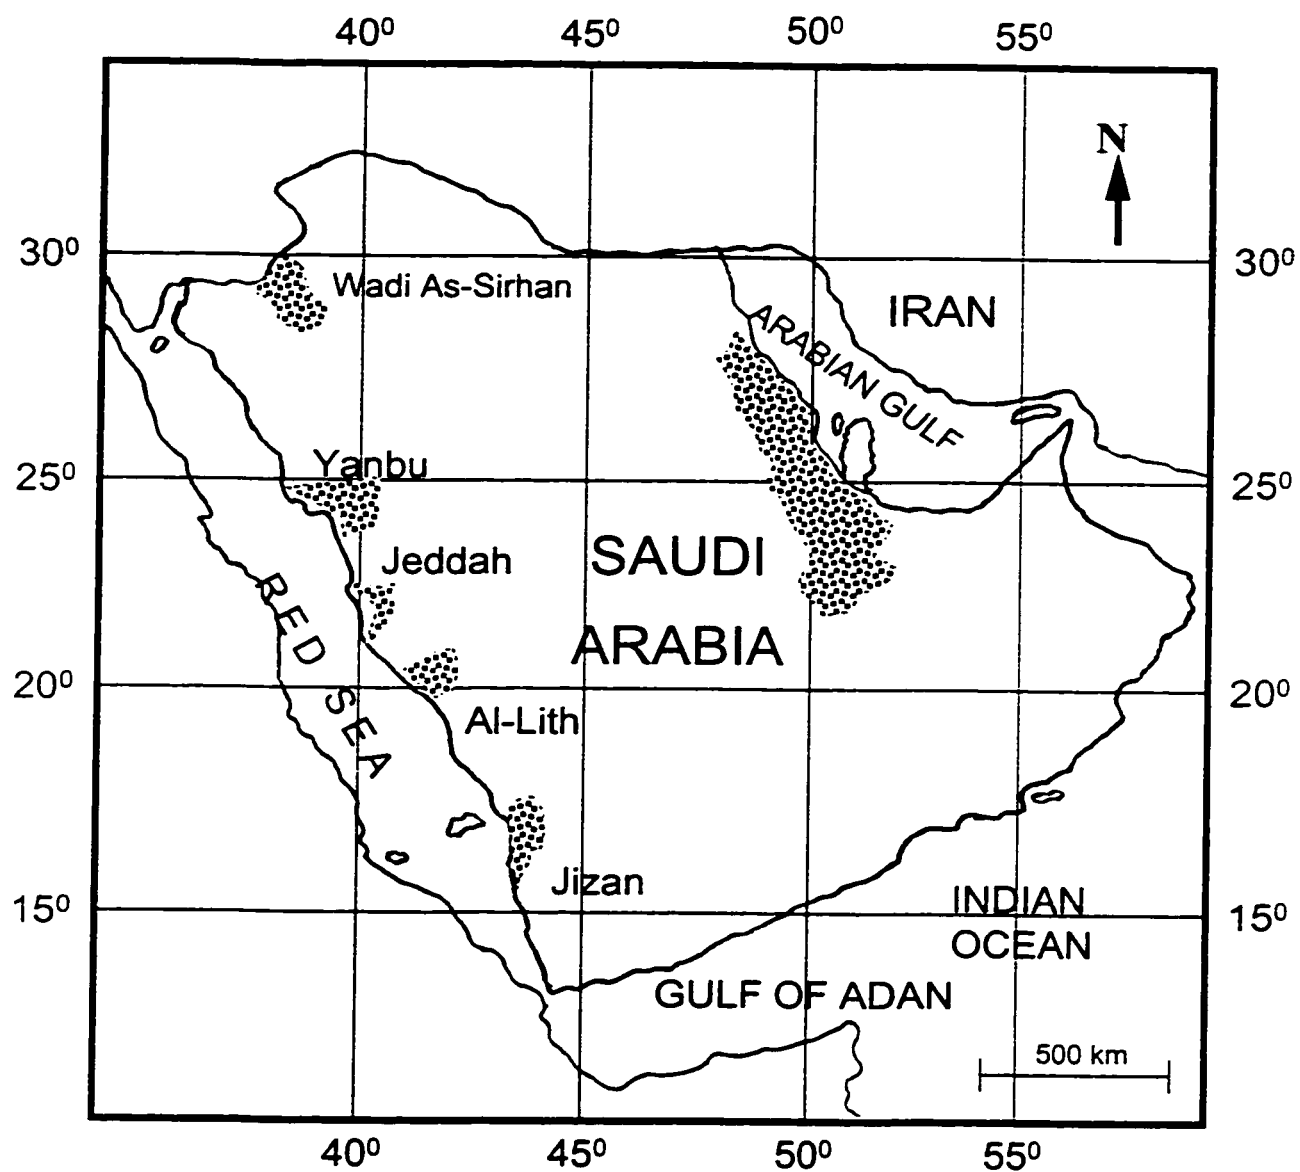 40⁰ 45⁰ 50⁰ 55⁰
N
30⁰ 30⁰
Wadi As-Sirhan
IRAN
ARABIAN GULF
Yanbu
25⁰ 25⁰
SAUDI
Jeddah
ARABIA
RED SEA
20⁰ 20⁰
Al-Lith
Jizan
15⁰ 15⁰
INDIAN
OCEAN
GULF OF ADAN
500 km
40⁰ 45⁰ 50⁰ 55⁰